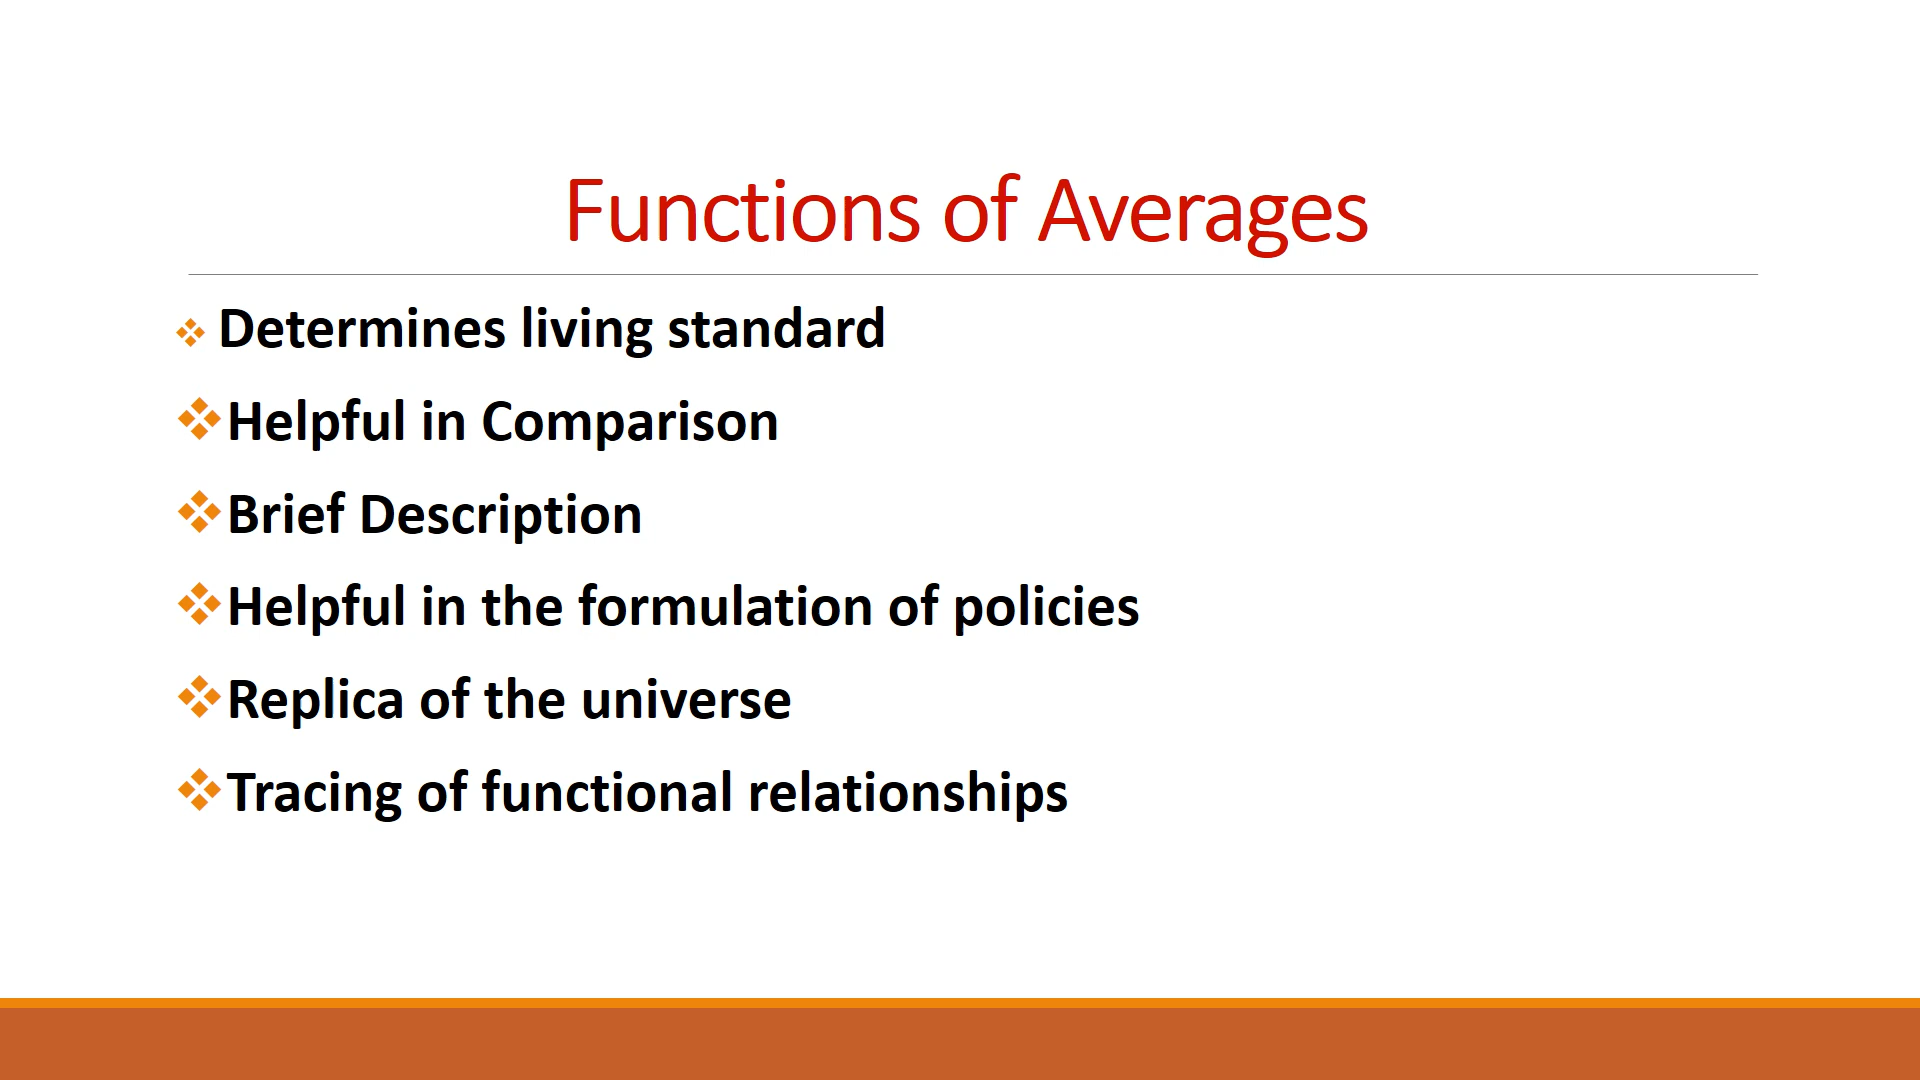 Functions of Averages
❖ Determines living standard
❖Helpful in Comparison
❖Brief Description
❖Helpful in the formulation of policies
❖Replica of the universe
❖Tracing of functional relationships